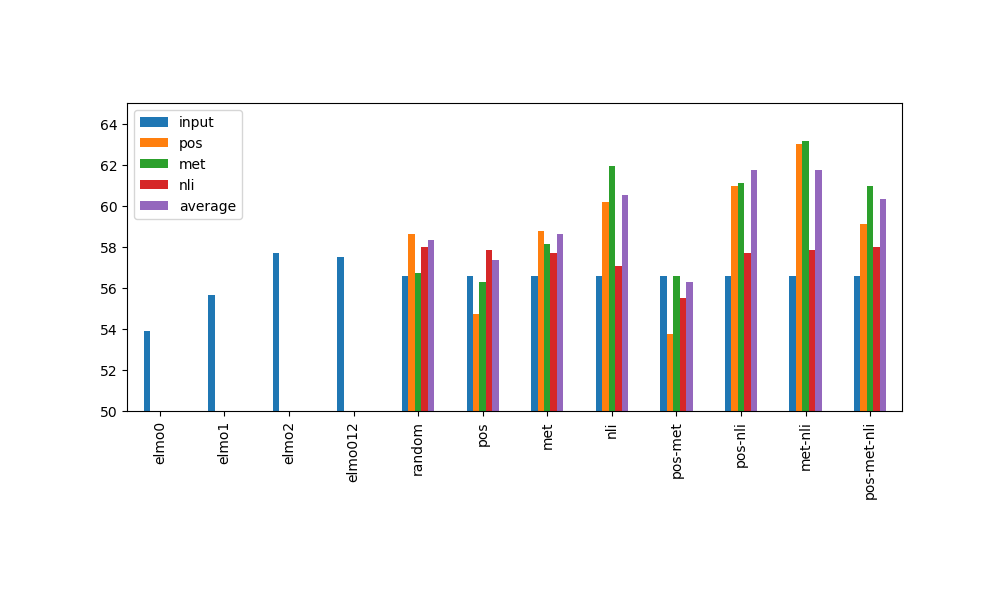 64
62
60
58
56
54
52
50
input
pos
met
nli
average
elmo0
elmo1
elmo2
elmo012
random
pos
met
nli
pos-met
pos-nli
met-nli
pos-met-nli